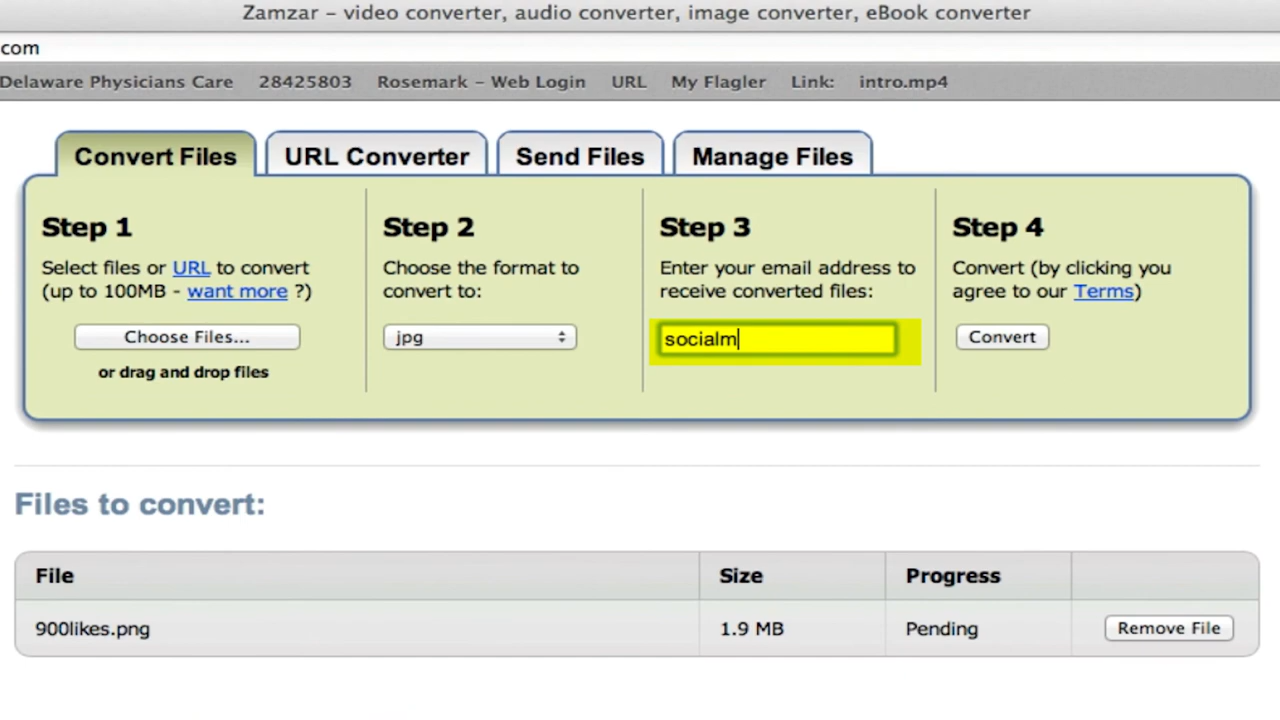 Zamzar – video converter, audio converter, image converter, eBook converter
com
Delaware Physicians Care 28425803 Rosemark – Web Login URL My Flagler Link: intro.mp4
Convert Files URL Converter Send Files Manage Files
Step 1
Select files or URL to convert
(up to 100MB - want more ?)
Choose Files...
or drag and drop files
Step 2
Choose the format to
convert to:
jpg
Step 3
Enter your email address to
receive converted files:
socialm
Step 4
Convert (by clicking you
agree to our Terms)
Convert
Files to convert:
File Size Progress
900likes.png 1.9 MB Pending Remove File